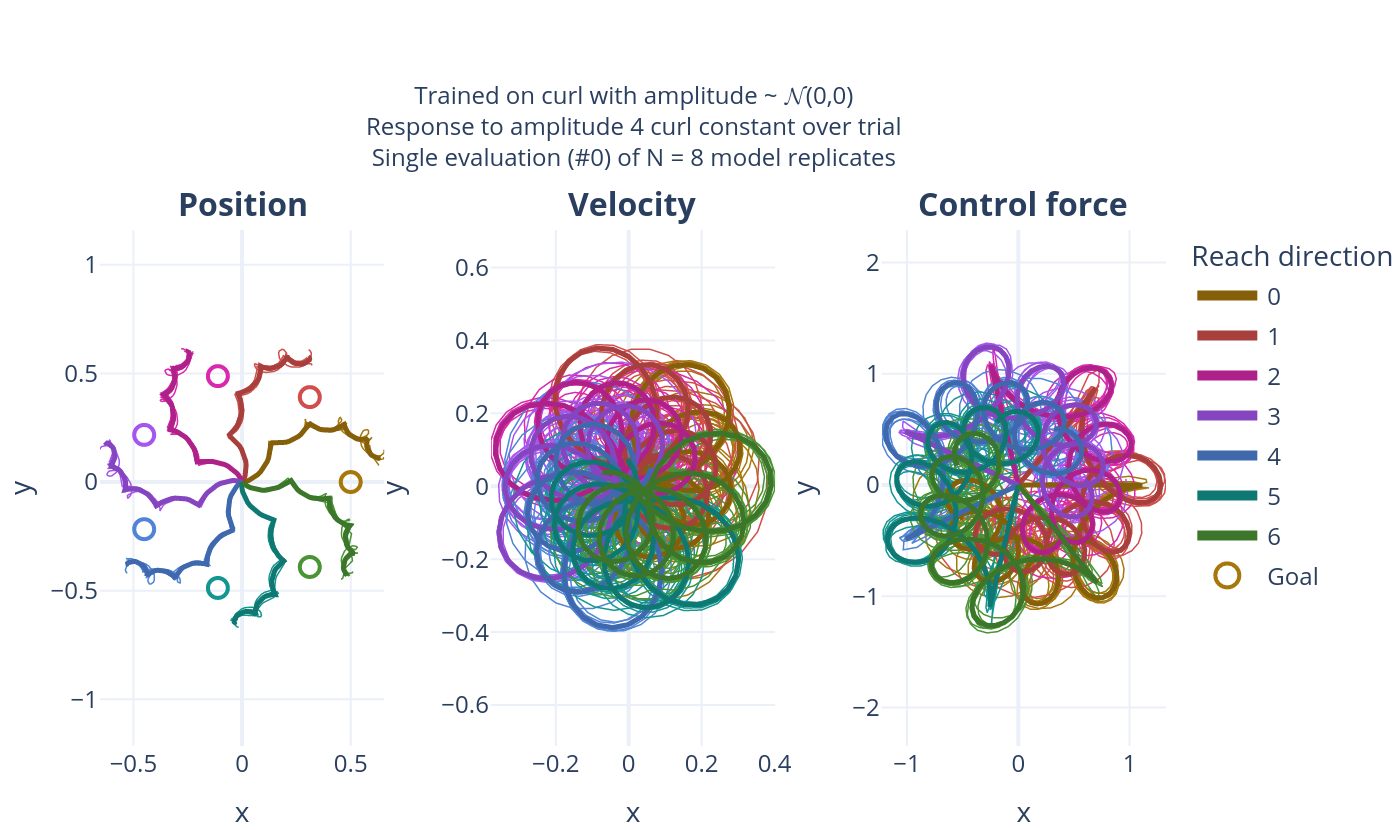 Trained on curl with amplitude ~ 𝒩(0,0)
Response to amplitude 4 curl constant over trial
Single evaluation (#0) of N = 8 model replicates
Position
Velocity
Control force
y
1
0.5
0
−0.5
−1
−0.5
0
0.5
x
y
0.6
0.4
0.2
0
−0.2
−0.4
−0.6
−0.2
0
0.2
0.4
x
y
2
1
0
−1
−2
−1
0
1
x
Reach direction
0
1
2
3
4
5
6
Goal